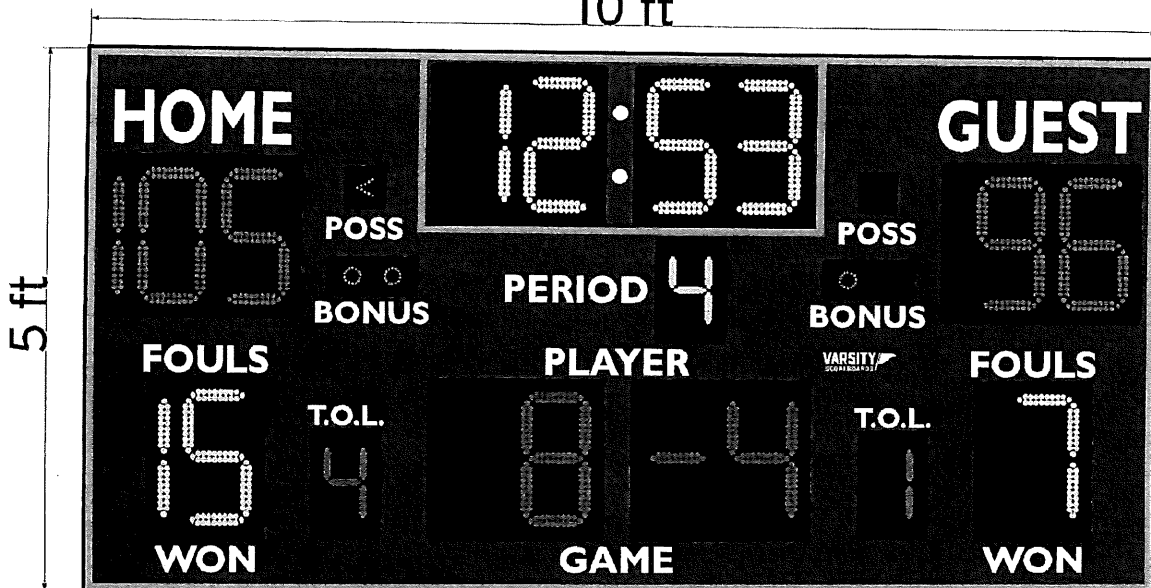 10 ft
5 ft
HOME
12:53
GUEST
105
<
POSS
POSS
96
BONUS
PERIOD 4
BONUS
FOULS
PLAYER
VARSITY
SCOREBOARDS
FOULS
15
T.O.L.
4
8 -4
T.O.L.
1
7
WON
GAME
WON